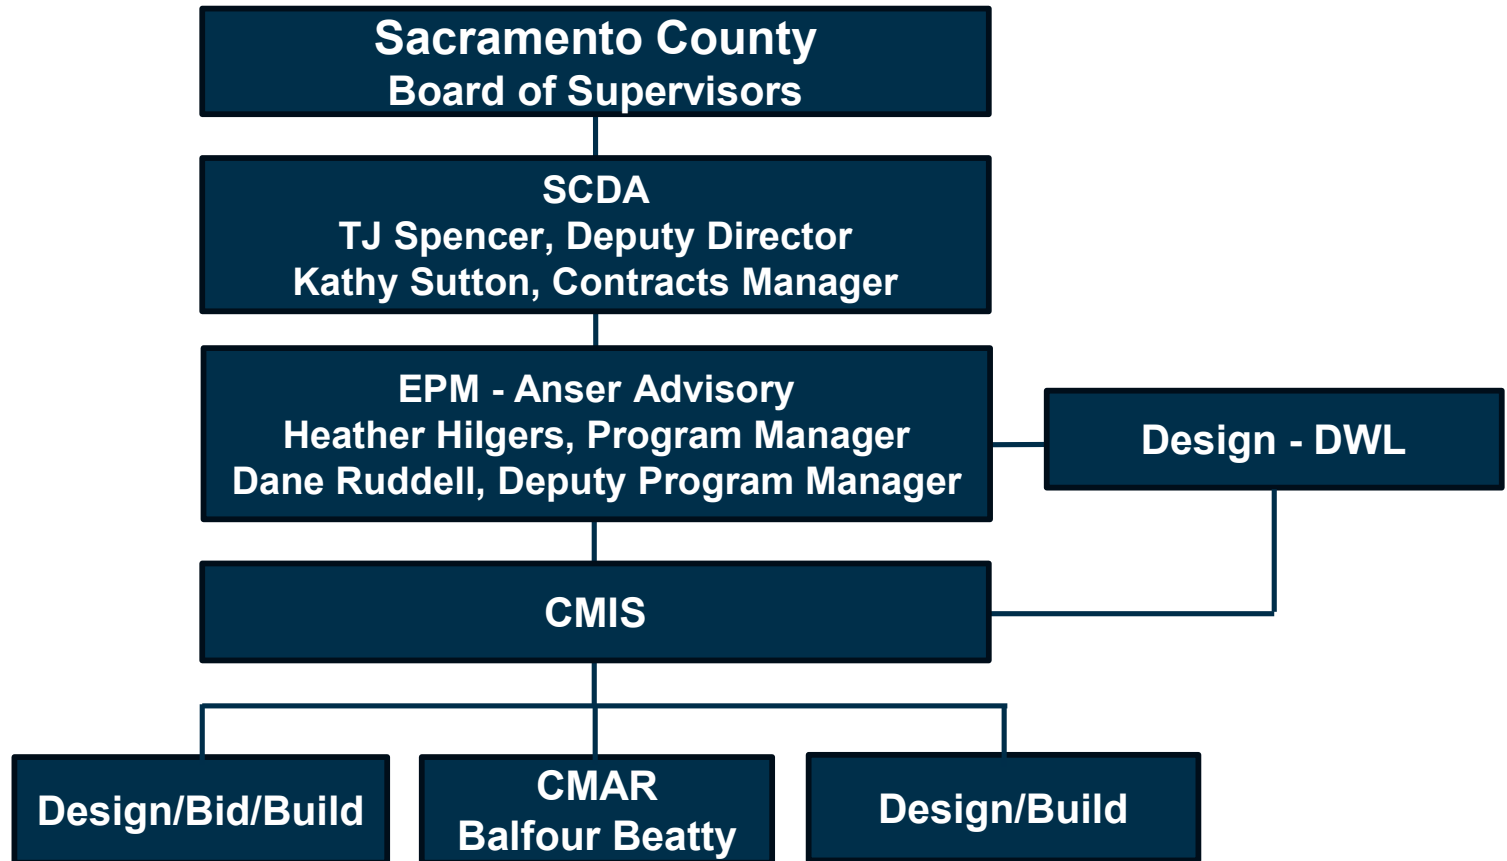 Sacramento County
Board of Supervisors
SCDA
TJ Spencer, Deputy Director
Kathy Sutton, Contracts Manager
EPM - Anser Advisory
Heather Hilgers, Program Manager
Dane Ruddell, Deputy Program Manager
Design - DWL
CMIS
Design/Bid/Build
CMAR
Balfour Beatty
Design/Build